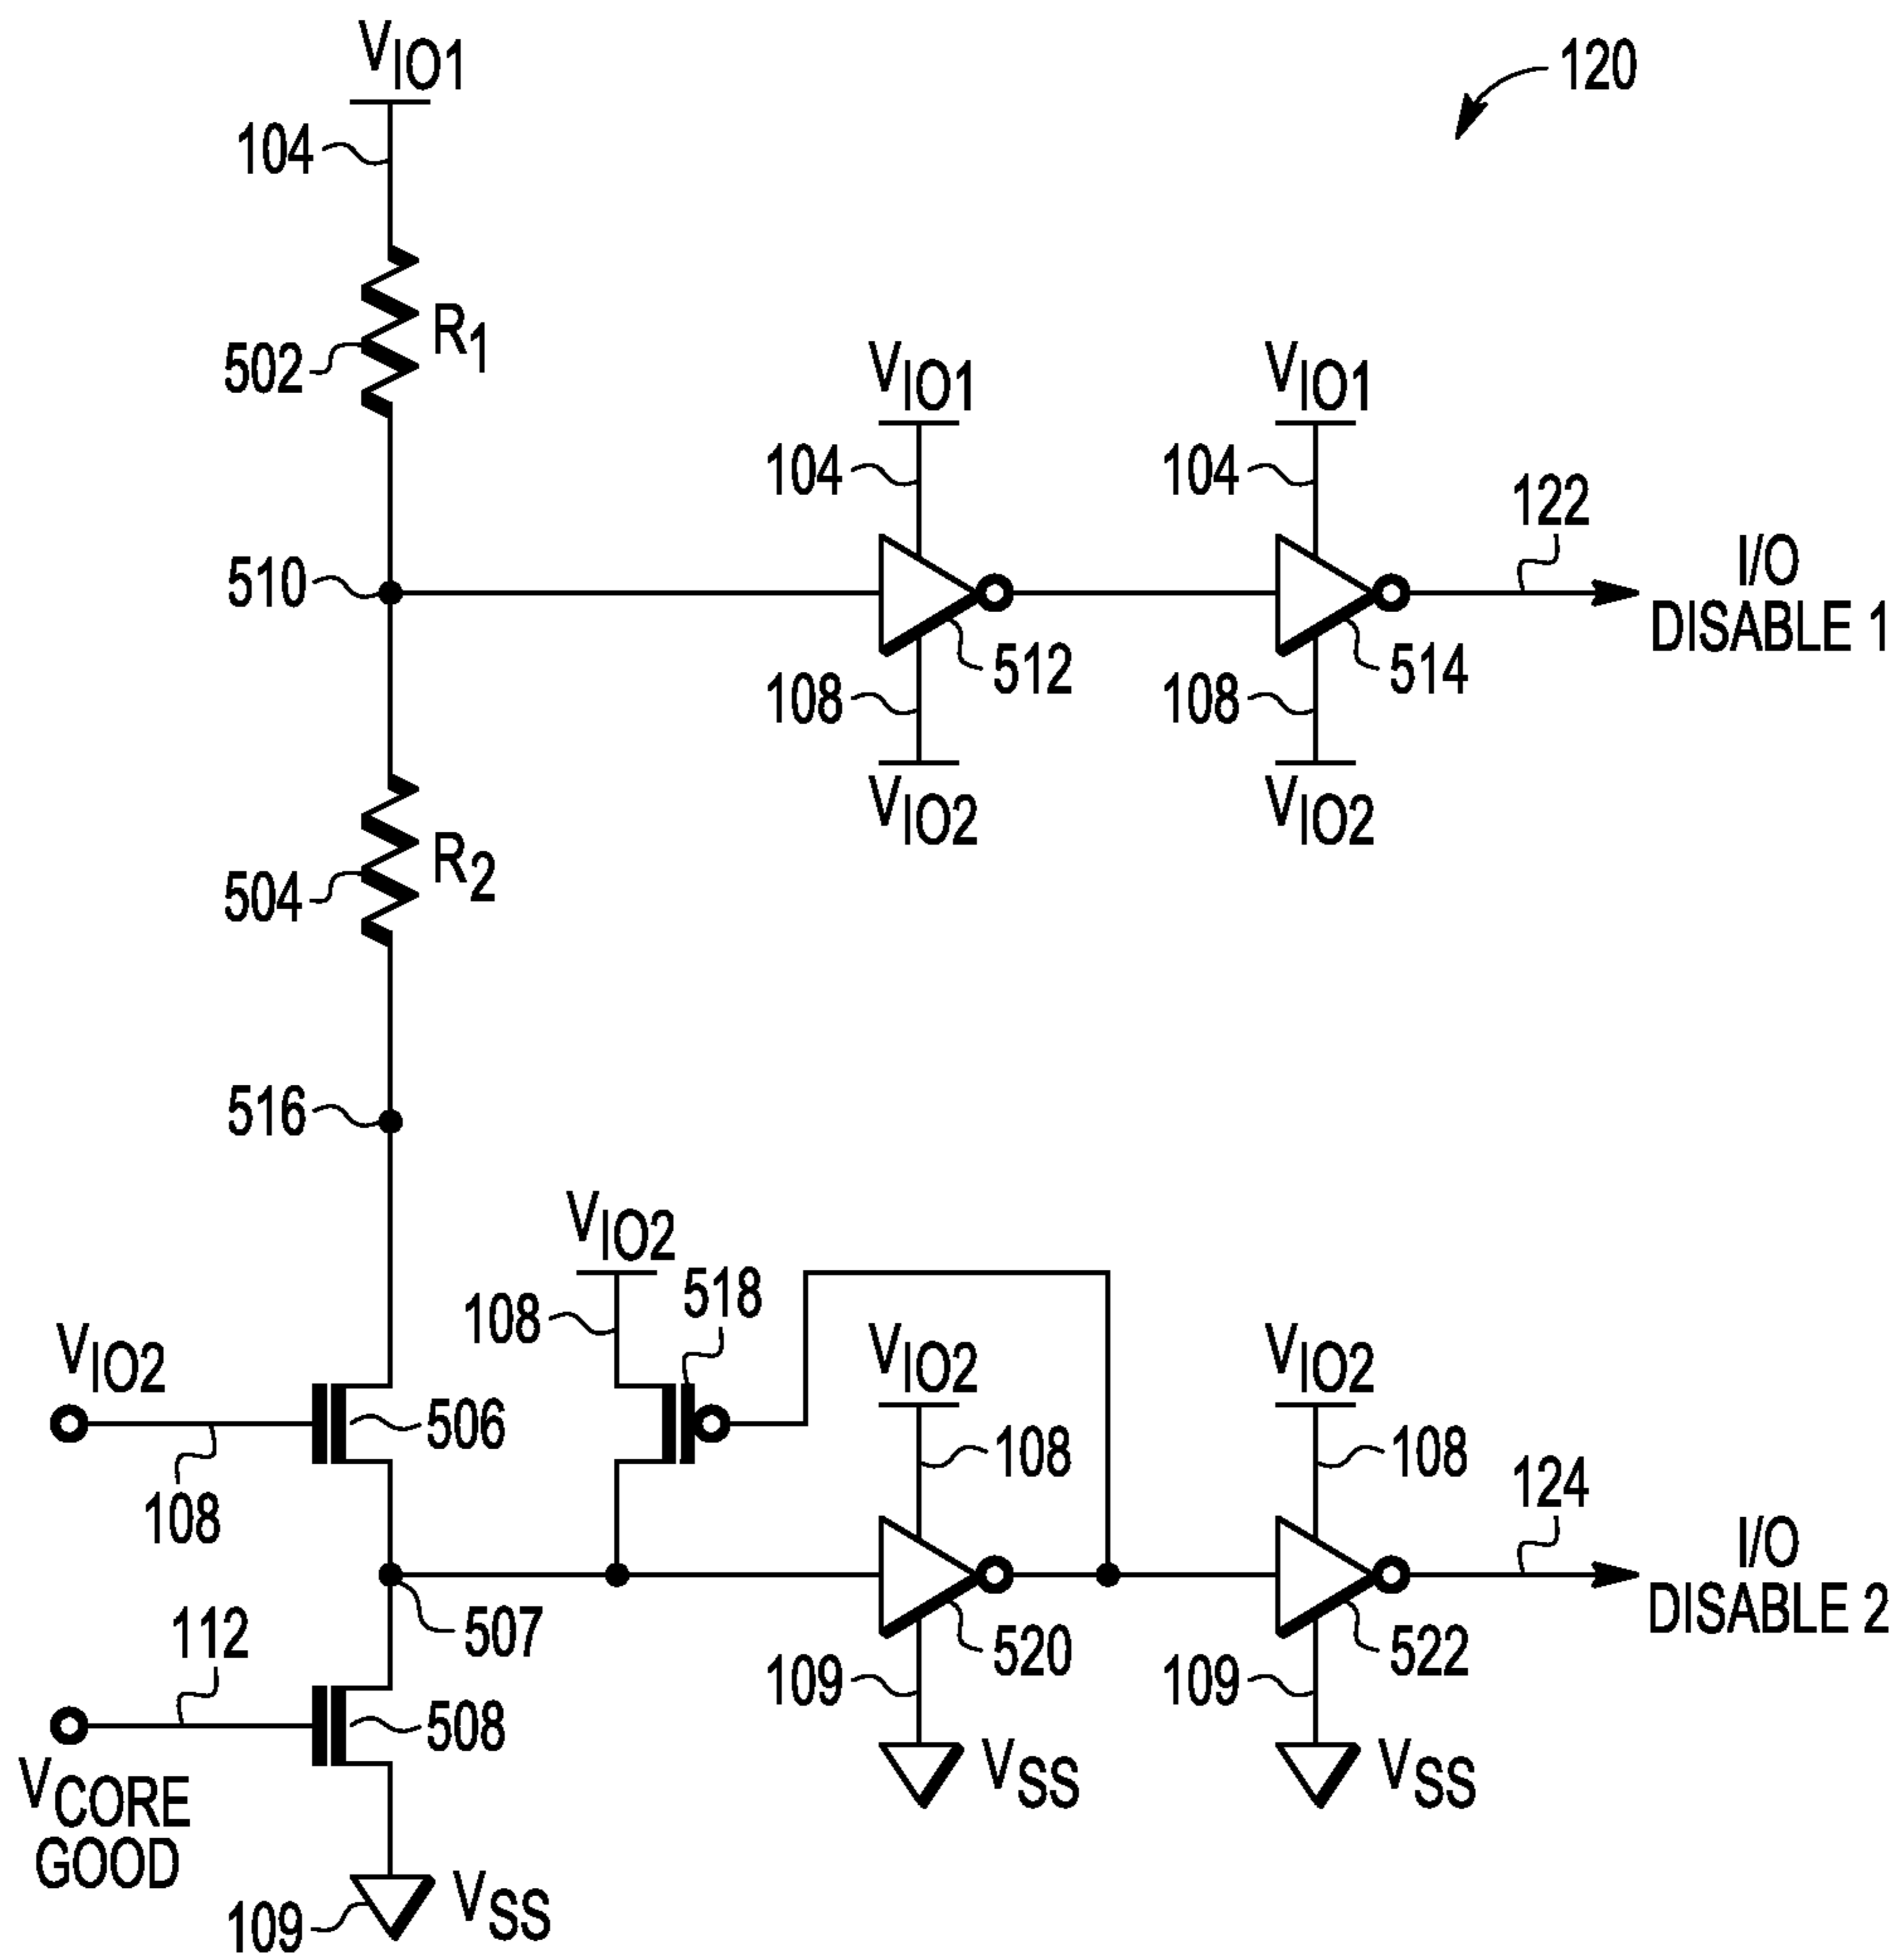 VIO1
120
104
R1
502
VIO1
VIO1
104
104
122
510
I/O
DISABLE 1
512
514
108
108
VIO2
VIO2
R2
504
516
VIO2
518
108
VIO2
VIO2
VIO2
506
108
108
124
108
I/O
DISABLE 2
507
112
520
522
109
109
508
VSS
VSS
VCORE
GOOD
109
VSS